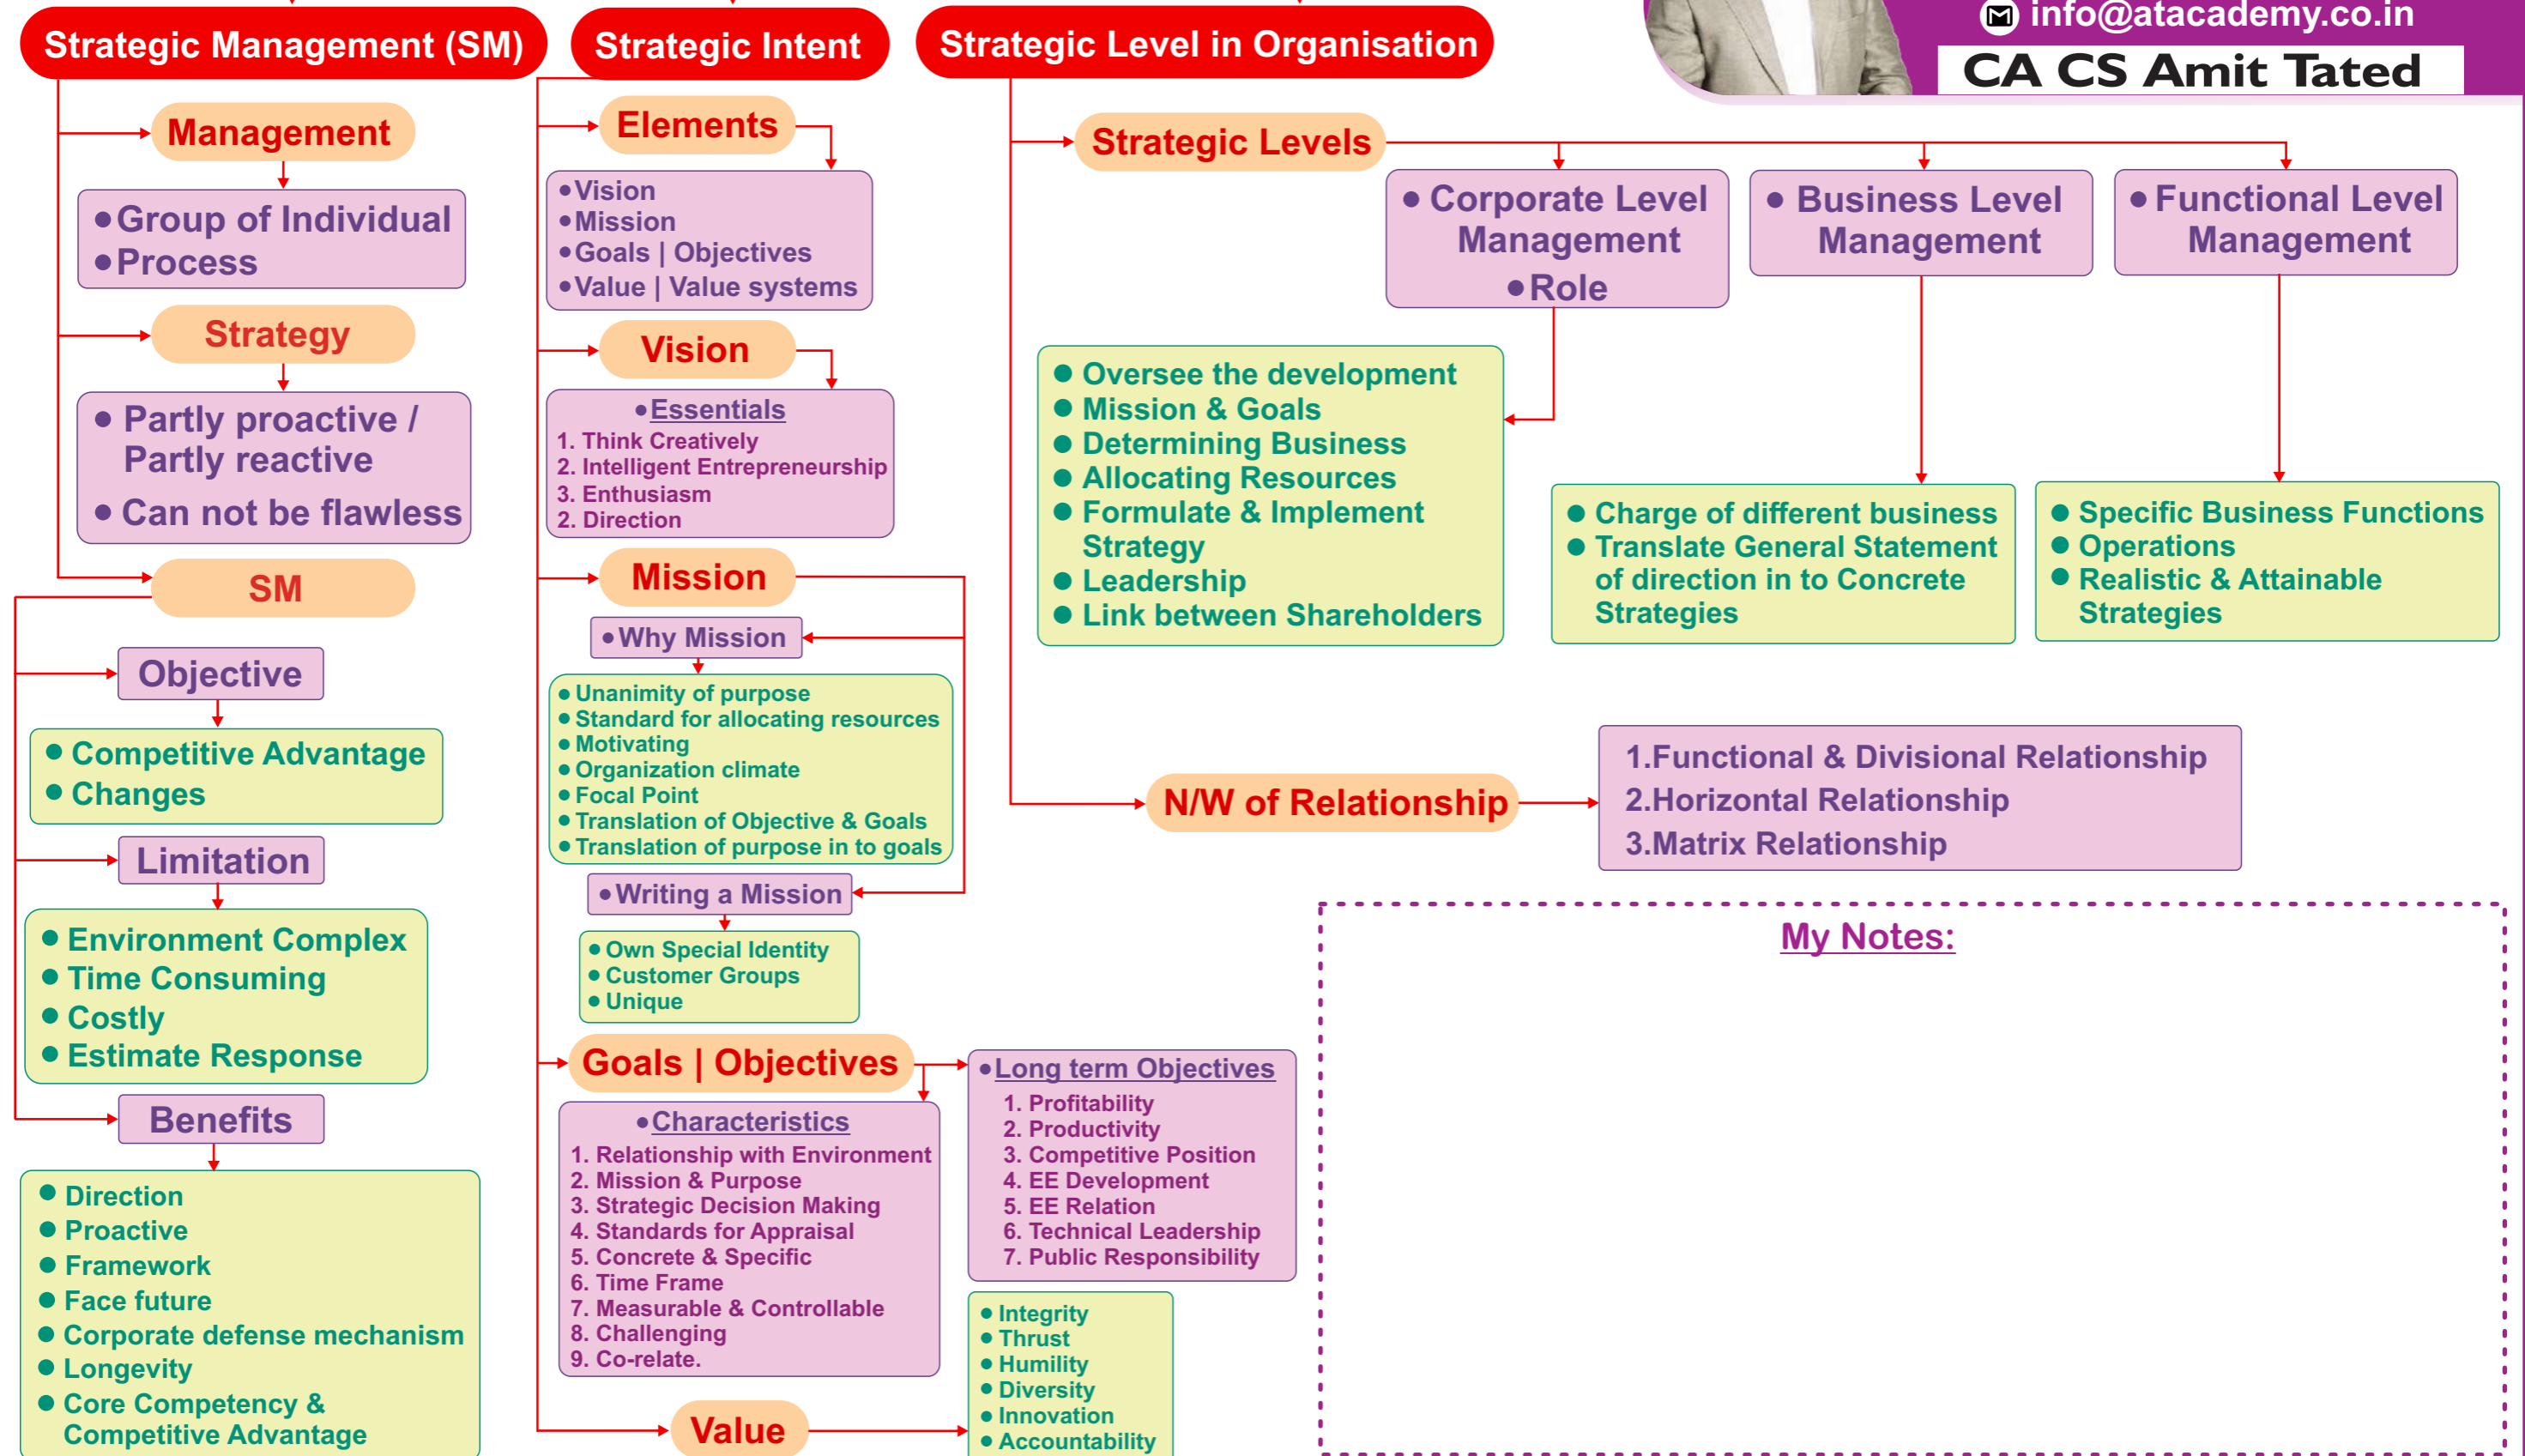 info@atacademy.co.in
CA CS Amit Tated
Strategic Management (SM)
Management
• Group of Individual
• Process
Strategy
• Partly proactive /
Partly reactive
• Can not be flawless
SM
Objective
• Competitive Advantage
• Changes
Limitation
• Environment Complex
• Time Consuming
• Costly
• Estimate Response
Benefits
• Direction
• Proactive
• Framework
• Face future
• Corporate defense mechanism
• Longevity
• Core Competency &
Competitive Advantage
Strategic Intent
Elements
• Vision
• Mission
• Goals | Objectives
• Value | Value systems
Vision
• Essentials
1. Think Creatively
2. Intelligent Entrepreneurship
3. Enthusiasm
2. Direction
Mission
• Why Mission
• Unanimity of purpose
• Standard for allocating resources
• Motivating
• Organization climate
• Focal Point
• Translation of Objective & Goals
• Translation of purpose in to goals
• Writing a Mission
• Own Special Identity
• Customer Groups
• Unique
Goals | Objectives
• Characteristics
1. Relationship with Environment
2. Mission & Purpose
3. Strategic Decision Making
4. Standards for Appraisal
5. Concrete & Specific
6. Time Frame
7. Measurable & Controllable
8. Challenging
9. Co-relate.
• Long term Objectives
1. Profitability
2. Productivity
3. Competitive Position
4. EE Development
5. EE Relation
6. Technical Leadership
7. Public Responsibility
Value
• Integrity
• Thrust
• Humility
• Diversity
• Innovation
• Accountability
Strategic Level in Organisation
Strategic Levels
• Corporate Level
Management
• Role
• Oversee the development
• Mission & Goals
• Determining Business
• Allocating Resources
• Formulate & Implement
Strategy
• Leadership
• Link between Shareholders
• Business Level
Management
• Charge of different business
• Translate General Statement
of direction in to Concrete
Strategies
• Functional Level
Management
• Specific Business Functions
• Operations
• Realistic & Attainable
Strategies
N/W of Relationship
1.Functional & Divisional Relationship
2.Horizontal Relationship
3.Matrix Relationship
My Notes: